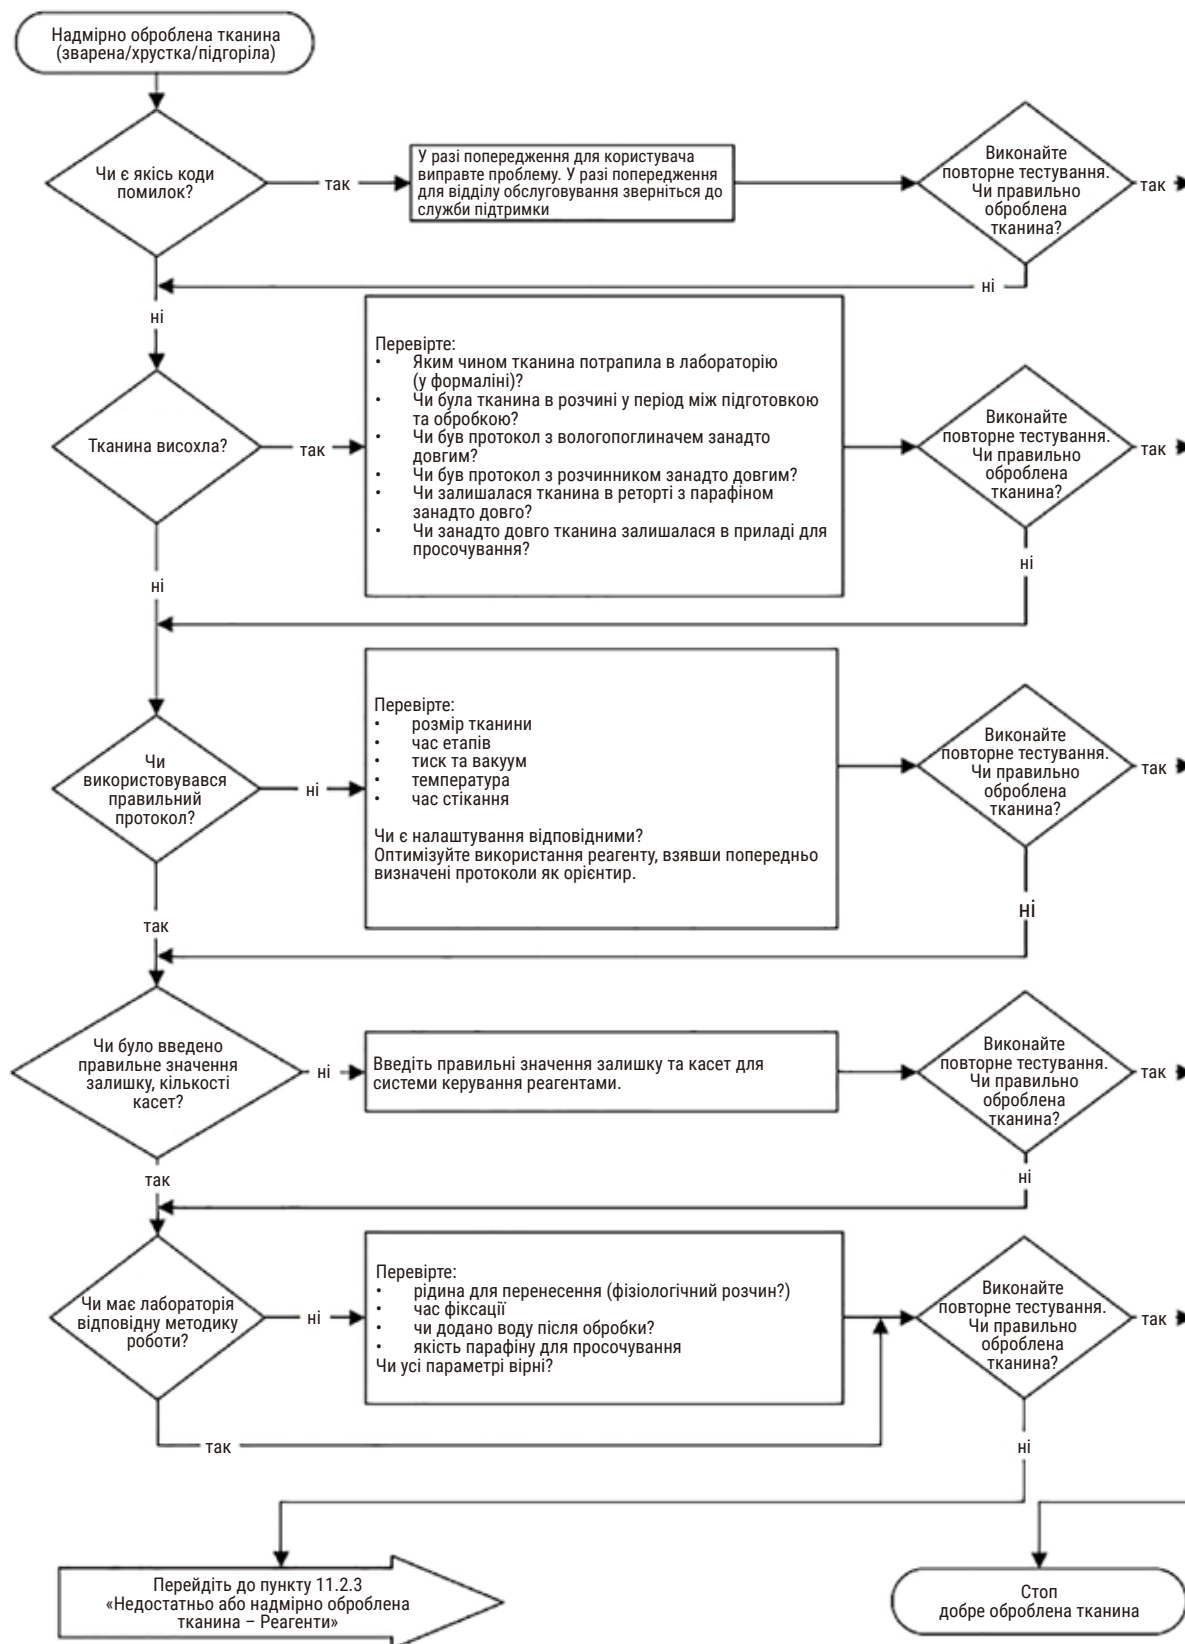 Надмірно оброблена тканина
(зварена/хрустка/підгоріла)
Чи є якісь коди
помилок?
так
У разі попередження для користувача
виправте проблему. У разі попередження
для відділу обслуговування зверніться до
служби підтримки
Виконайте
повторне тестування.
Чи правильно
оброблена
тканина?
так
ні
ні
Тканина висохла?
так
Перевірте:
• Яким чином тканина потрапила в лабораторію
(у формаліні)?
• Чи була тканина в розчині у період між підготовкою
та обробкою?
• Чи був протокол з вологопоглиначем занадто
довгим?
• Чи був протокол з розчинником занадто довгим?
• Чи залишалася тканина в реторті з парафіном
занадто довго?
• Чи занадто довго тканина залишалася в приладі для
просочування?
Виконайте
повторне тестування.
Чи правильно
оброблена
тканина?
так
ні
ні
Чи
використовувався
правильний
протокол?
ні
Перевірте:
• розмір тканини
• час етапів
• тиск та вакуум
• температура
• час стікання
Чи є налаштування відповідними?
Оптимізуйте використання реагенту, взявши попередньо
визначені протоколи як орієнтир.
Виконайте
повторне тестування.
Чи правильно
оброблена
тканина?
так
ні
так
Чи було введено
правильне значення
залишку, кількості
касет?
ні
Введіть правильні значення залишку та касет для
системи керування реагентами.
Виконайте
повторне тестування.
Чи правильно
оброблена
тканина?
так
ні
так
Чи має лабораторія
відповідну методику
роботи?
ні
Перевірте:
• рідина для перенесення (фізіологічний розчин?)
• час фіксації
• чи додано воду після обробки?
• якість парафіну для просочування
Чи усі параметрі вірні?
Виконайте
повторне тестування.
Чи правильно
оброблена
тканина?
так
так
ні
Перейдіть до пункту 11.2.3
«Недостатньо або надмірно оброблена
тканина – Реагенти»
Стоп
добре оброблена тканина